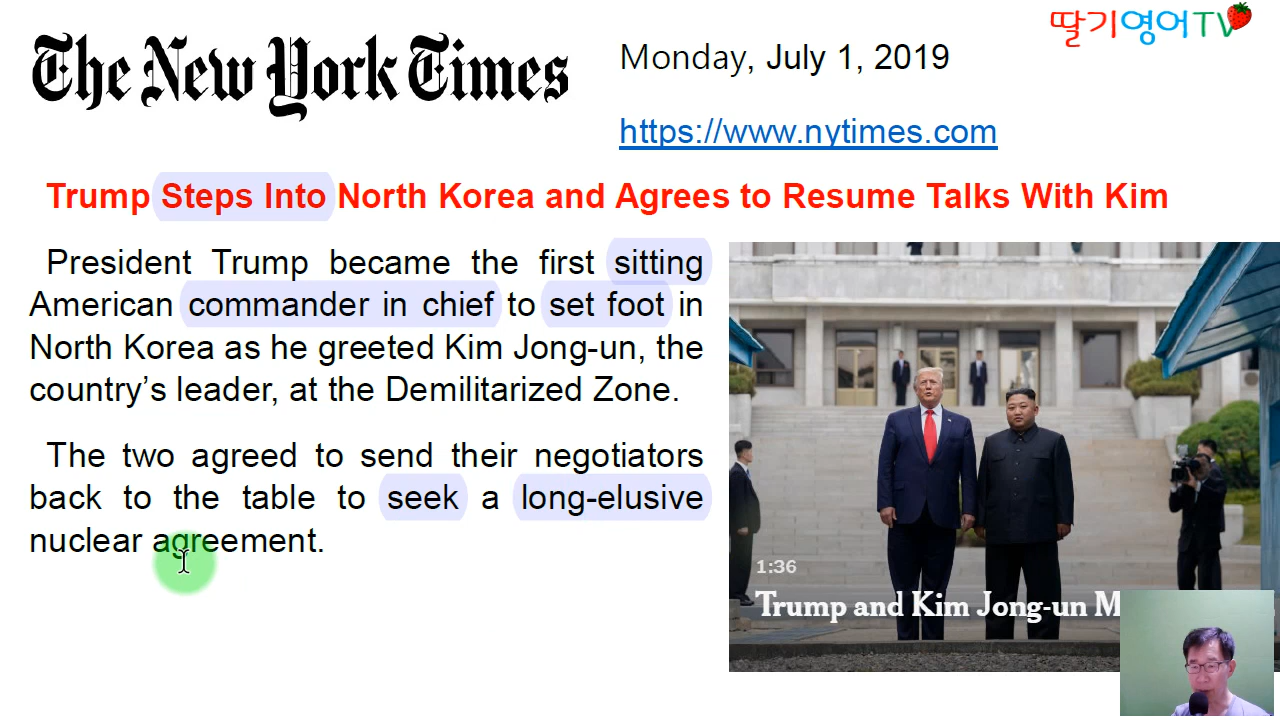 딸기영어TV
The New York Times
Monday, July 1, 2019
https://www.nytimes.com
Trump Steps Into North Korea and Agrees to Resume Talks With Kim
President Trump became the first sitting
American commander in chief to set foot in
North Korea as he greeted Kim Jong-un, the
country’s leader, at the Demilitarized Zone.
The two agreed to send their negotiators
back to the table to seek a long-elusive
nuclear agreement.
1:36
Trump and Kim Jong-un M